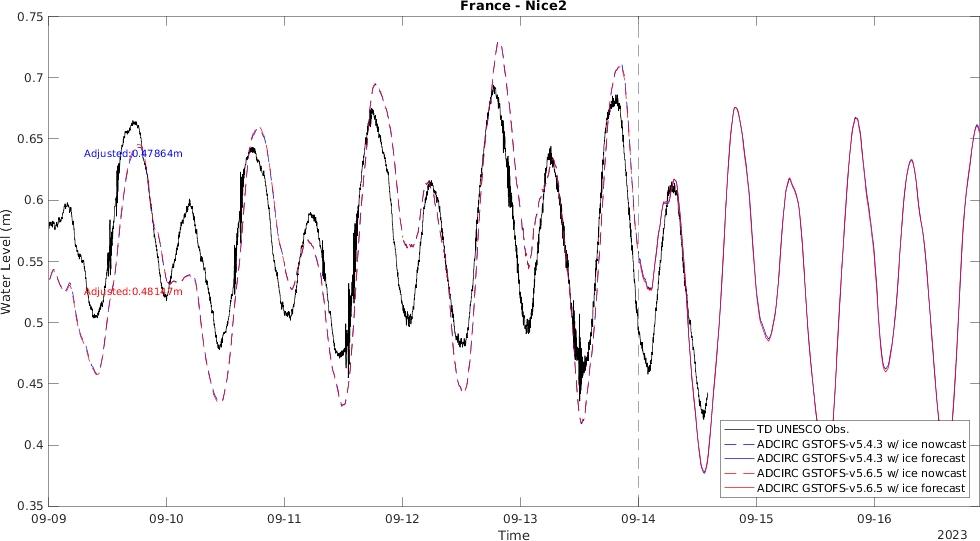 France - Nice2
0.75
0.7
0.65
0.6
0.55
0.5
0.45
0.4
0.35
Water Level (m)
Adjusted:0.47864m
Adjusted:0.48147m
TD UNESCO Obs.
ADCIRC GSTOFS-v5.4.3 w/ ice nowcast
ADCIRC GSTOFS-v5.4.3 w/ ice forecast
ADCIRC GSTOFS-v5.6.5 w/ ice nowcast
ADCIRC GSTOFS-v5.6.5 w/ ice forecast
09-09 09-10 09-11 09-12 09-13 09-14 09-15 09-16
Time
2023